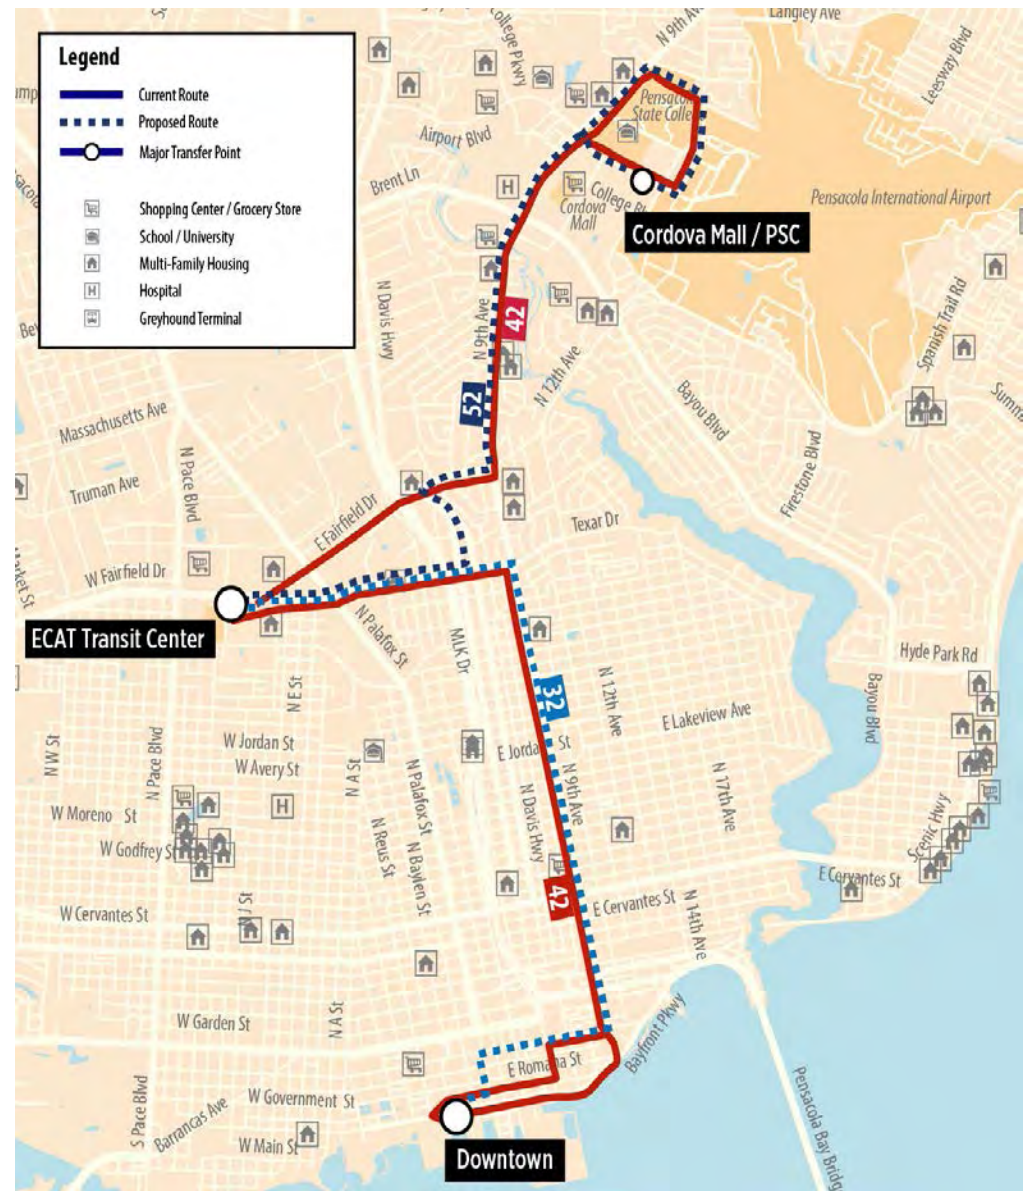 Legend
Current Route
Proposed Route
Major Transfer Point
Shopping Center / Grocery Store
School / University
Multi-Family Housing
H
Hospital
Greyhound Terminal
College Pkwy
N 9th Ave
Langley Ave
Leesway Blvd
Pensacola
State College
Airport Blvd
Brent Ln
H
College Bl
Cordova
Mall
Pensacola International Airport
Cordova Mall / PSC
N Davis Hwy
N 9th Ave
42
N 12th Ave
Spanish Trail Rd
52
Bayou Blvd
Massachusetts Ave
N Pace Blvd
Truman Ave
Firestone Blvd
E Fairfield Dr
Texar Dr
W Fairfield Dr
Market St
ECAT Transit Center
N Palafox St
MLK Dr
Hyde Park Rd
N E St
32
N 12th Ave
Bayou Blvd
E Lakeview Ave
N W St
N Pace Blvd
W Jordan St
E Jordan St
W Avery St
N A St
N Palafox St
N Davis Hwy
N 9th Ave
N 17th Ave
W Moreno St
H
N Reus St
W Godfrey St
N Baylen St
Scenic Hwy
E Cervantes St
42
W Cervantes St
N J St
E Cervantes St
N 14th Ave
W Garden St
N A St
Bayfront Pkwy
E Romana St
S Pace Blvd
Barrancas Ave
W Government St
W Main St
Pensacola Bay Bridg
Downtown